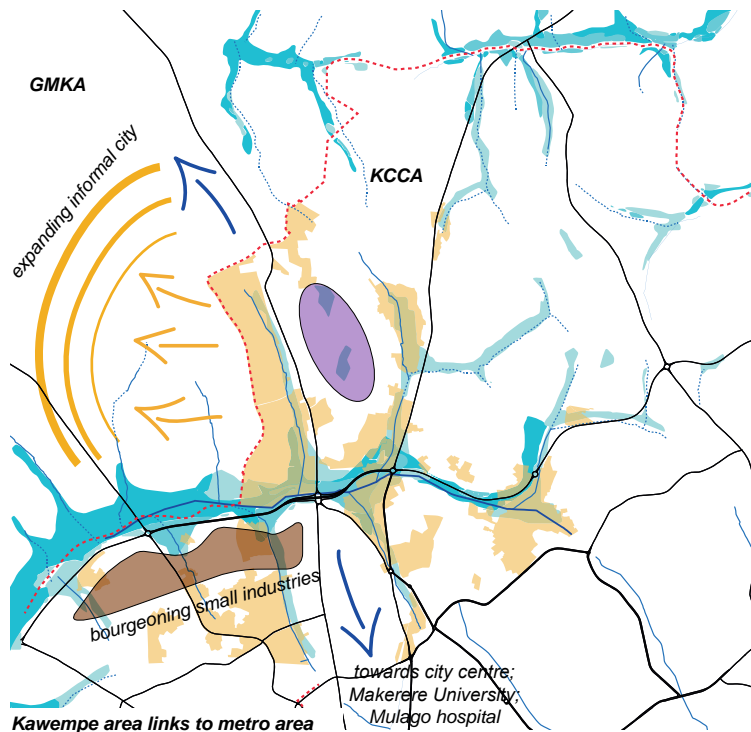 GMKA
KCCA
expanding informal city
bourgeoning small industries
towards city centre;
Makerere University;
Mulago hospital
Kawempe area links to metro area